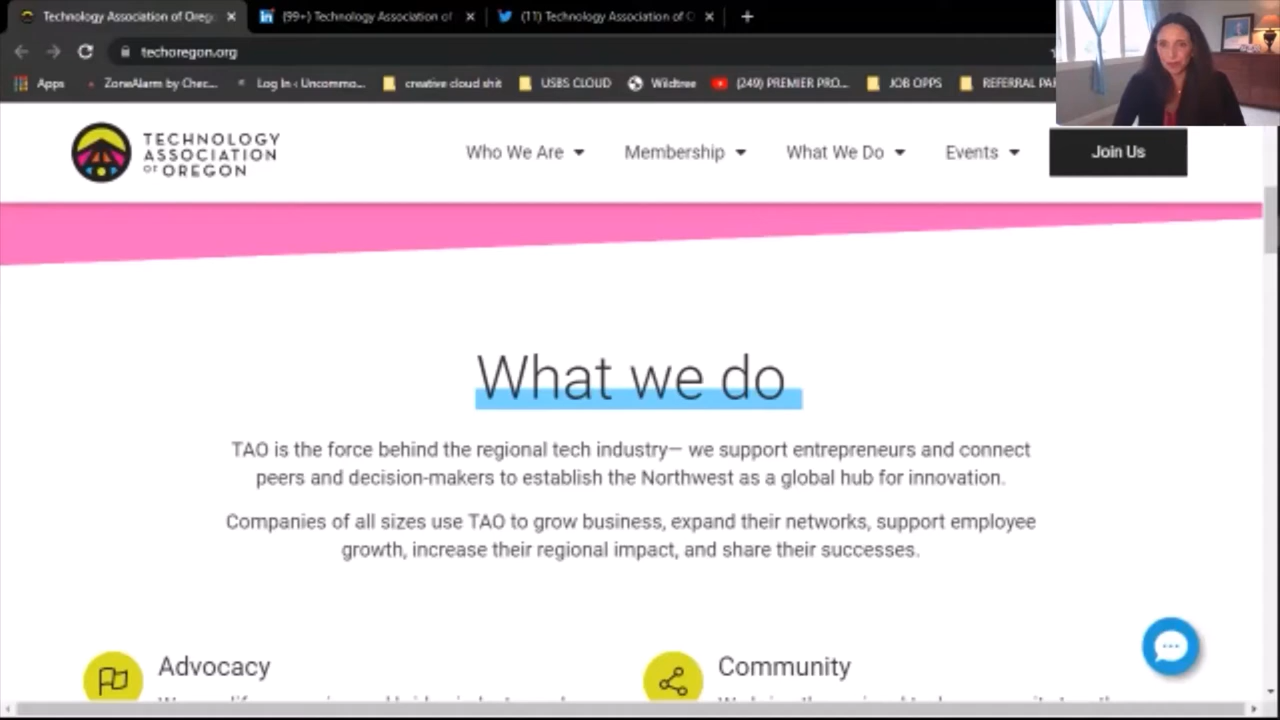 Technology Association of Oreg
(99+) Technology Association of
(11) Technology Association of O
techoregon.org
Apps
ZoneAlarm by Chec...
Log In ‹ Uncommo...
creative cloud shit
USBS CLOUD
Wildtree
(249) PREMIER PRO...
JOB OPPS
REFERRAL PA
TECHNOLOGY
ASSOCIATION
OF OREGON
Who We Are
Membership
What We Do
Events
Join Us
What we do
TAO is the force behind the regional tech industry— we support entrepreneurs and connect
peers and decision-makers to establish the Northwest as a global hub for innovation.
Companies of all sizes use TAO to grow business, expand their networks, support employee
growth, increase their regional impact, and share their successes.
Advocacy
Community